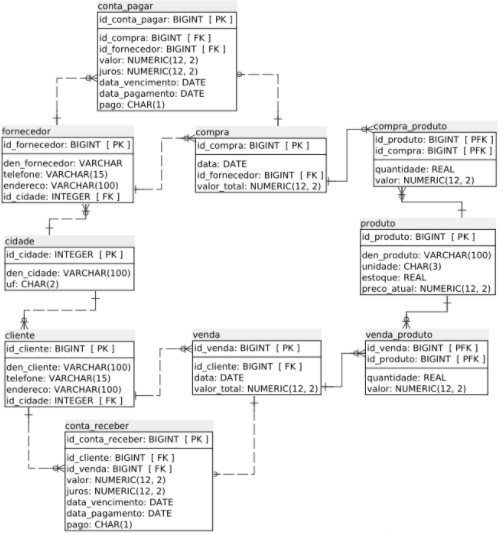 conta_pagar
id_conta_pagar: BIGINT [ PK ]
id_compra: BIGINT [ FK ]
id_fornecedor: BIGINT [ FK ]
valor: NUMERIC(12, 2)
juros: NUMERIC(12, 2)
data_vencimento: DATE
data_pagamento: DATE
pago: CHAR(1)
fornecedor
id_fornecedor: BIGINT [ PK ]
den_fornecedor: VARCHAR
telefone: VARCHAR(15)
endereco: VARCHAR(100)
id_cidade: INTEGER [ FK ]
compra
id_compra: BIGINT [ PK ]
data: DATE
id_fornecedor: BIGINT [ FK ]
valor_total: NUMERIC(12, 2)
compra_produto
id_produto: BIGINT [ PFK ]
id_compra: BIGINT [ PFK ]
quantidade: REAL
valor: NUMERIC(12, 2)
cidade
id_cidade: INTEGER [ PK ]
den_cidade: VARCHAR(100)
uf: CHAR(2)
produto
id_produto: BIGINT [ PK ]
den_produto: VARCHAR(100)
unidade: CHAR(3)
estoque: REAL
preco_atual: NUMERIC(12, 2)
cliente
id_cliente: BIGINT [ PK ]
den_cliente: VARCHAR(100)
telefone: VARCHAR(15)
endereco: VARCHAR(100)
id_cidade: INTEGER [ FK ]
venda
id_venda: BIGINT [ PK ]
id_cliente: BIGINT [ FK ]
data: DATE
valor_total: NUMERIC(12, 2)
venda_produto
id_venda: BIGINT [ PFK ]
id_produto: BIGINT [ PFK ]
quantidade: REAL
valor: NUMERIC(12, 2)
conta_receber
id_conta_receber: BIGINT [ PK ]
id_cliente: BIGINT [ FK ]
id_venda: BIGINT [ FK ]
valor: NUMERIC(12, 2)
juros: NUMERIC(12, 2)
data_vencimento: DATE
data_pagamento: DATE
pago: CHAR(1)